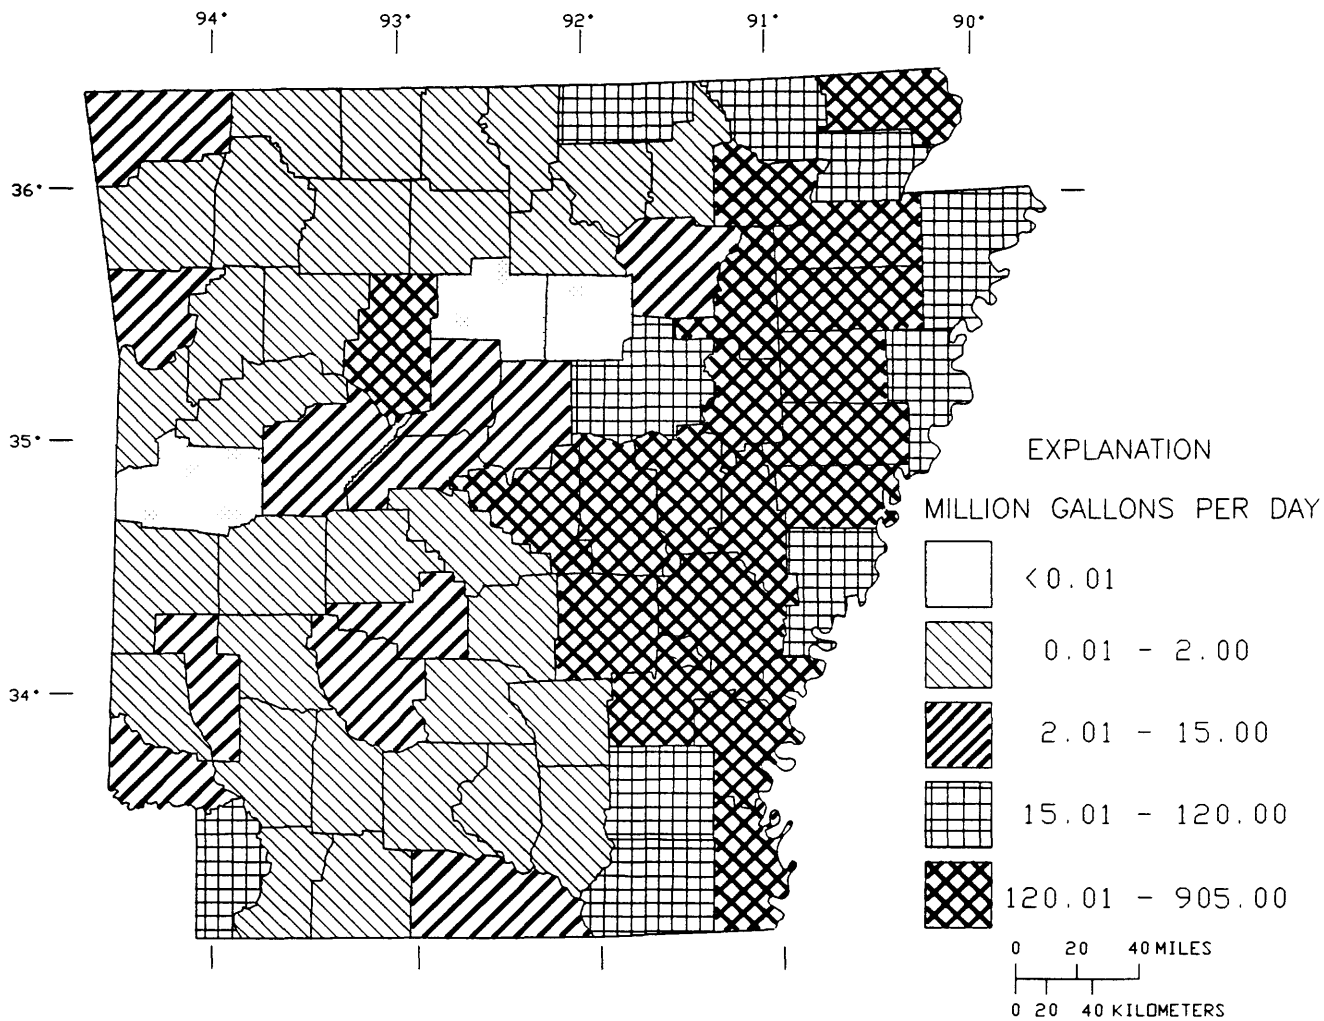 94° 93° 92° 91° 90°
36°
35°
34°
EXPLANATION
MILLION GALLONS PER DAY
<0.01
0.01 - 2.00
2.01 - 15.00
15.01 - 120.00
120.01 - 905.00
0 20 40 MILES
0 20 40 KILOMETERS